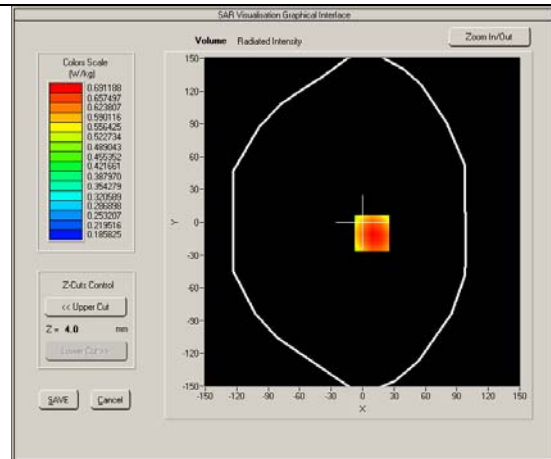 SAR Visualisation Graphical Interface
Volume Radiated Intensity
Zoom In/Out
Colors Scale
(W/kg)
0.691188
0.657497
0.623807
0.590116
0.556425
0.522734
0.489043
0.455352
0.421661
0.387970
0.354279
0.320589
0.286898
0.253207
0.219516
0.185825
Z-Cuts Control
<< Upper Cut
Z = 4.0 mm
Lower Cut >>
SAVE
Cancel
150
120
90
60
30
0
-30
-60
-90
-120
-150
Y
-150 -120 -90 -60 -30 0 30 60 90 120 150
X